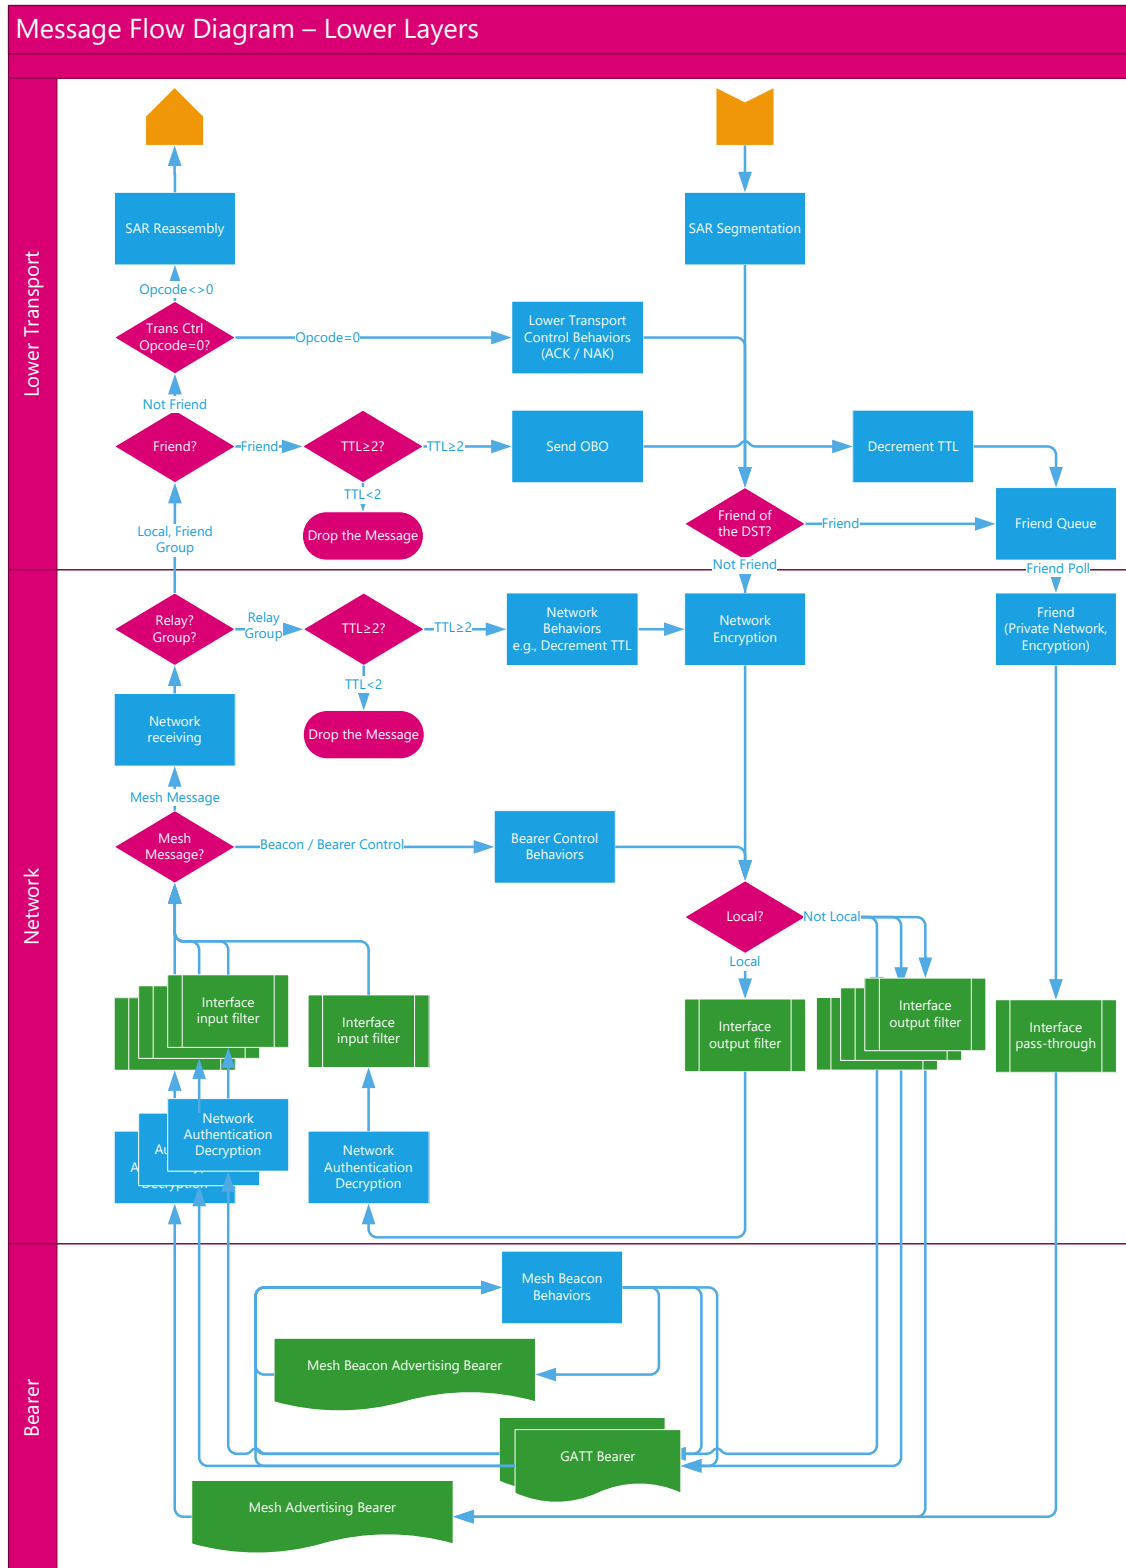 Message Flow Diagram – Lower Layers
Lower Transport
SAR Reassembly
SAR Segmentation
Opcode<>0
Trans Ctrl
Opcode=0?
Opcode=0
Lower Transport
Control Behaviors
(ACK / NAK)
Not Friend
Friend?
Friend
TTL≥2?
TTL≥2
Send OBO
Decrement TTL
TTL<2
Drop the Message
Friend of
the DST?
Friend
Friend Queue
Local, Friend
Group
Not Friend
Friend Poll
Network
Relay?
Group?
Relay
Group
TTL≥2?
TTL≥2
Network
Behaviors
e.g., Decrement TTL
Network
Encryption
Friend
(Private Network,
Encryption)
TTL<2
Drop the Message
Network
receiving
Mesh Message
Mesh
Message?
Beacon / Bearer Control
Bearer Control
Behaviors
Local?
Not Local
Local
Interface
input filter
Interface
input filter
Interface
output filter
Interface
output filter
Interface
pass-through
Network
Authentication
Decryption
Network
Authentication
Decryption
Bearer
Mesh Beacon
Behaviors
Mesh Beacon Advertising Bearer
GATT Bearer
Mesh Advertising Bearer